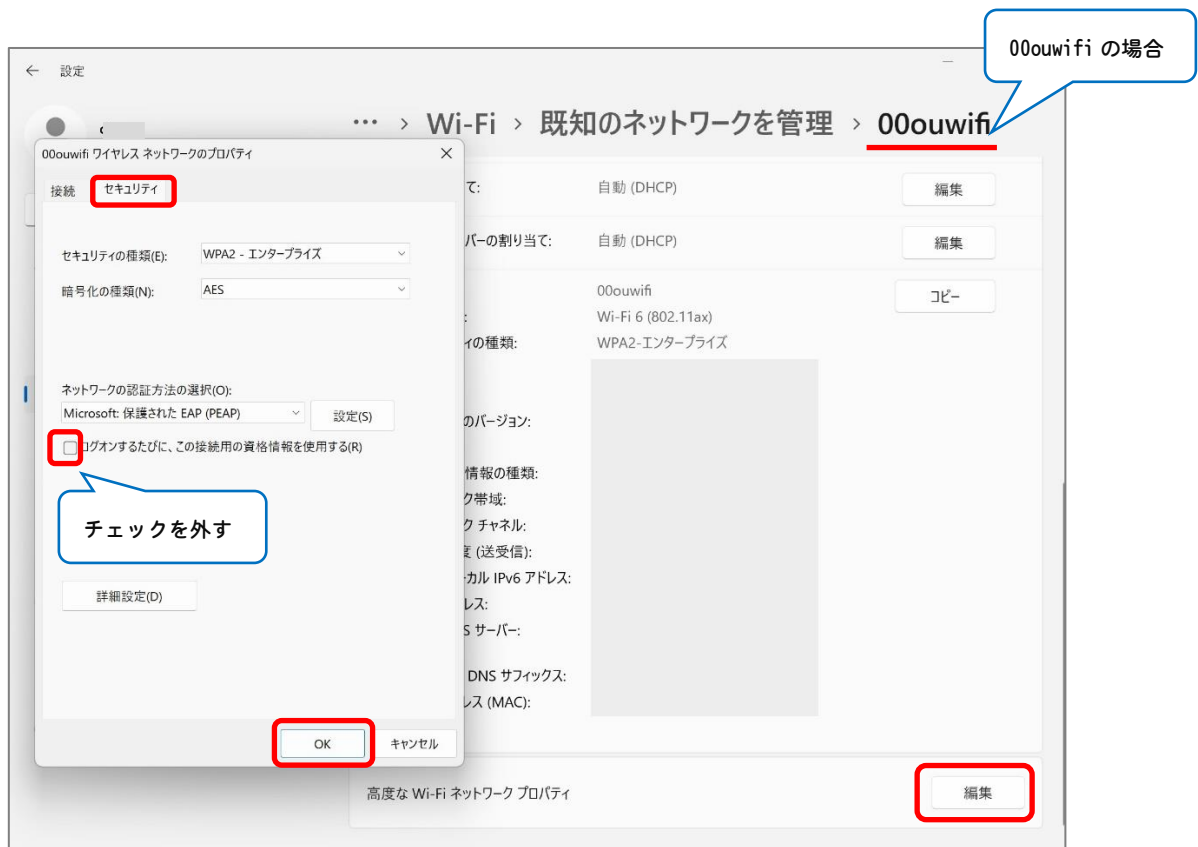 00ouwifi の場合
← 設定
… > Wi-Fi > 既知のネットワークを管理 > 00ouwifi
00ouwifi ワイヤレス ネットワークのプロパティ
接続 セキュリティ
セキュリティの種類(E): WPA2 - エンタープライズ
暗号化の種類(N): AES
ネットワークの認証方法の選択(O):
Microsoft: 保護された EAP (PEAP) 設定(S)
ログオンするたびに、この接続用の資格情報を使用する(R)
チェックを外す
詳細設定(D)
OK キャンセル
て: 自動 (DHCP) 編集
バーの割り当て: 自動 (DHCP) 編集
00ouwifi コピー
: Wi-Fi 6 (802.11ax)
ィの種類: WPA2-エンタープライズ
のバージョン:
情報の種類:
ク帯域:
ク チャネル:
度 (送受信):
ーカル IPv6 アドレス:
レス:
S サーバー:
DNS サフィックス:
レス (MAC):
高度な Wi-Fi ネットワーク プロパティ 編集